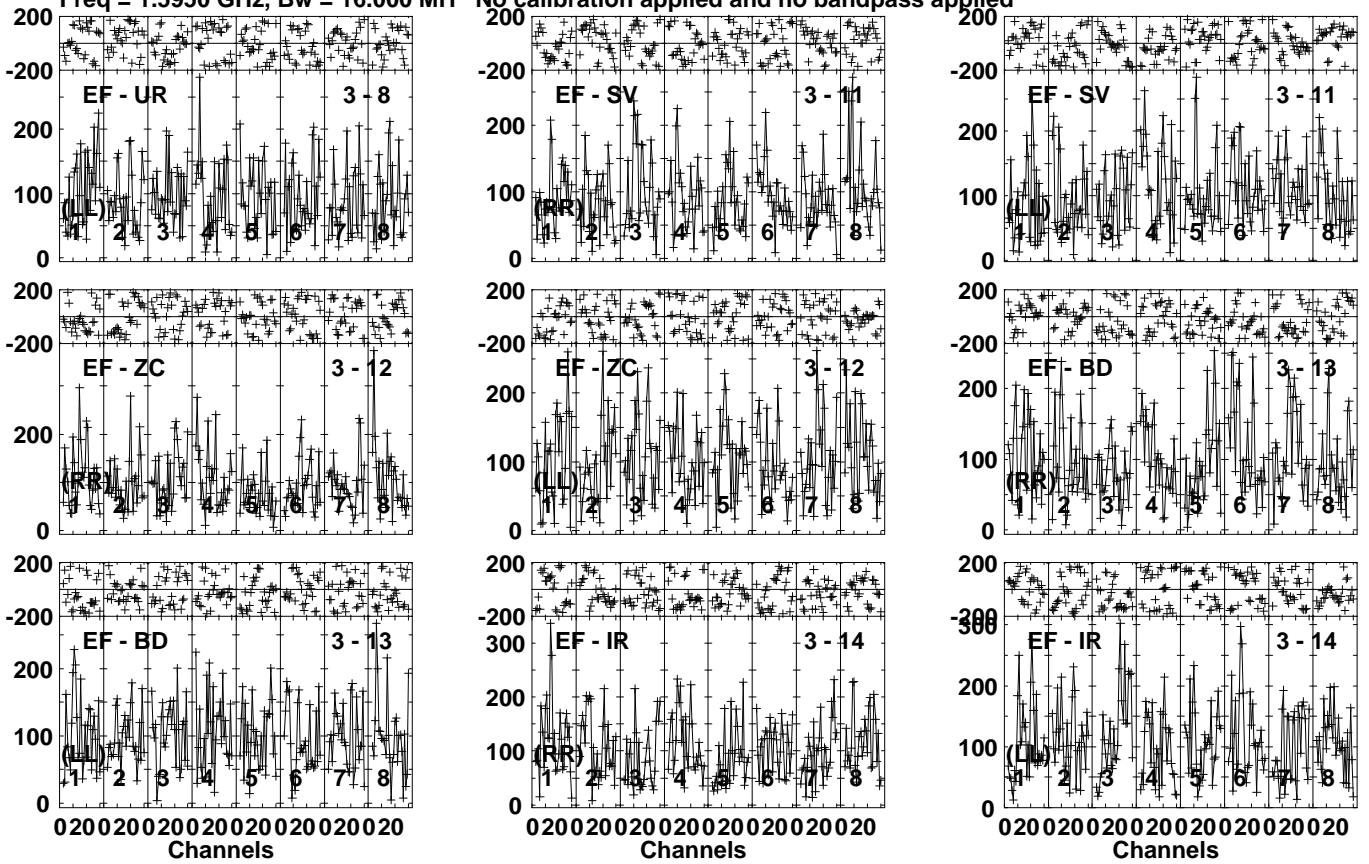 Freq = 1.5950 GHz, Bw = 16.000 MH No calibration applied and no bandpass applied
200 200 200
-200 -200 -200
EF - UR 3 - 8 EF - SV 3 - 11 EF - SV 3 - 11
200 200 200
100 100 100
(LL) (RR) (LL)
1 2 3 4 5 6 7 8 1 2 3 4 5 6 7 8 1 2 3 4 5 6 7 8
0 0 0
200 200 200
-200 -200 -200
EF - ZC 3 - 12 EF - ZC 3 - 12 EF - BD 3 - 13
200 200 200
100 100
(RR) (LL) (RR)
1 2 3 4 5 6 7 8 1 2 3 4 5 6 7 8 1 2 3 4 5 6 7 8
0 0 0
200 200 200
-200 -200 -200
300 300
EF - BD 3 - 13 EF - IR 3 - 14 EF - IR 3 - 14
200 200 200
100 100 100
(LL) (RR) (LL)
1 2 3 4 5 6 7 8 1 2 3 4 5 6 7 8 1 2 3 4 5 6 7 8
0 0 0
0 20 0 20 0 20 0 20 0 20 0 20 0 20 0 20 0 20 0 20 0 20 0 20 0 20 0 20 0 20 0 20 0 20 0 20 0 20 0 20 0 20 0 20 0 20 0 20
Channels Channels Channels